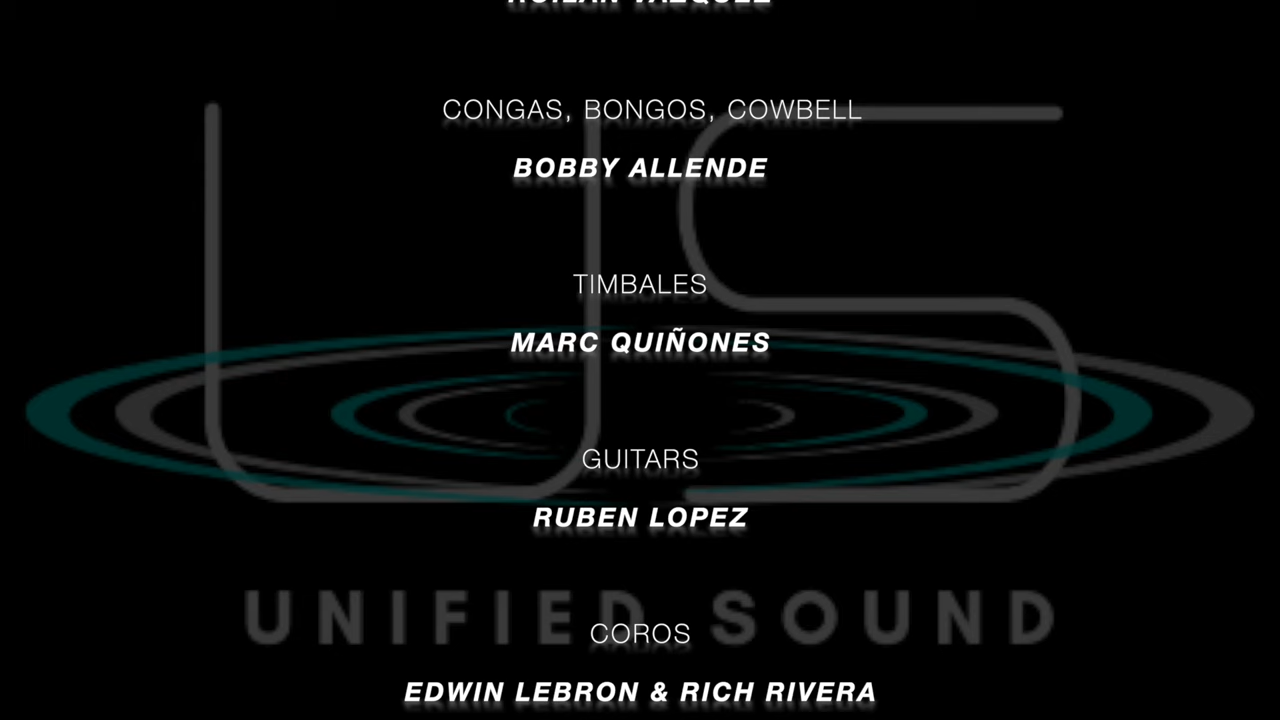 CONGAS, BONGOS, COWBELL
BOBBY ALLENDE
TIMBALES
MARC QUIÑONES
GUITARS
RUBEN LOPEZ
UNIFIED SOUND
COROS
EDWIN LEBRON & RICH RIVERA